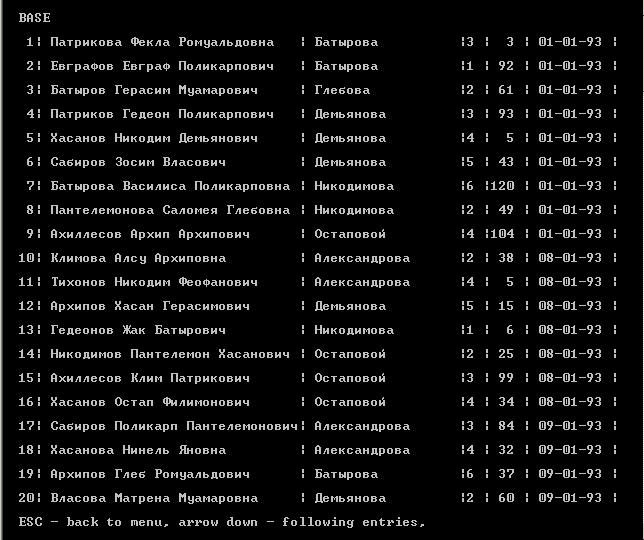 BASE
1¦ Патрикова Фекла Ромуальдовна ¦ Батырова ¦3 ¦ 3 ¦ 01-01-93 ¦
2¦ Евграфов Евграф Поликарпович ¦ Батырова ¦1 ¦ 92 ¦ 01-01-93 ¦
3¦ Батыров Герасим Муамарович ¦ Глебова ¦2 ¦ 61 ¦ 01-01-93 ¦
4¦ Патриков Гедеон Поликарпович ¦ Демьянова ¦3 ¦ 93 ¦ 01-01-93 ¦
5¦ Хасанов Никодим Демьянович ¦ Демьянова ¦4 ¦ 5 ¦ 01-01-93 ¦
6¦ Сабиров Зосим Власович ¦ Демьянова ¦5 ¦ 43 ¦ 01-01-93 ¦
7¦ Батырова Василиса Поликарповна ¦ Никодимова ¦6 ¦120 ¦ 01-01-93 ¦
8¦ Пантелемонова Саломея Глебовна ¦ Никодимова ¦2 ¦ 49 ¦ 01-01-93 ¦
9¦ Ахиллесов Архип Архипович ¦ Остаповой ¦4 ¦104 ¦ 01-01-93 ¦
10¦ Климова Алсу Архиповна ¦ Александрова ¦2 ¦ 38 ¦ 08-01-93 ¦
11¦ Тихонов Никодим Феофанович ¦ Александрова ¦4 ¦ 5 ¦ 08-01-93 ¦
12¦ Архипов Хасан Герасимович ¦ Демьянова ¦5 ¦ 15 ¦ 08-01-93 ¦
13¦ Гедеонов Жак Батырович ¦ Никодимова ¦1 ¦ 6 ¦ 08-01-93 ¦
14¦ Никодимов Пантелемон Хасанович ¦ Остаповой ¦2 ¦ 25 ¦ 08-01-93 ¦
15¦ Ахиллесов Клим Патрикович ¦ Остаповой ¦3 ¦ 99 ¦ 08-01-93 ¦
16¦ Хасанов Остап Филимонович ¦ Остаповой ¦4 ¦ 34 ¦ 08-01-93 ¦
17¦ Сабиров Поликарп Пантелемонович¦ Александрова ¦3 ¦ 84 ¦ 09-01-93 ¦
18¦ Хасанова Нинель Яновна ¦ Александрова ¦4 ¦ 32 ¦ 09-01-93 ¦
19¦ Архипов Глеб Ромуальдович ¦ Батырова ¦6 ¦ 37 ¦ 09-01-93 ¦
20¦ Власова Матрена Муамаровна ¦ Демьянова ¦2 ¦ 60 ¦ 09-01-93 ¦
ESC - back to menu, arrow down - following entries,